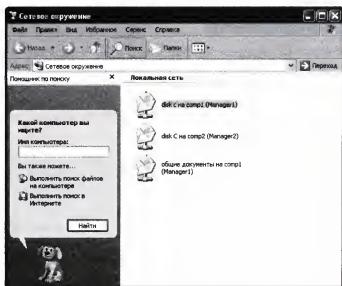 Сетевое окружение
Файл Правка Вид Избранное Сервис Справка
Назад Поиск Папки
Адрес: Сетевое окружение Переход
Помощник по поиску
Локальная сеть
Какой компьютер вы
ищете?
Имя компьютера:
Вы также можете...
Выполнить поиск файлов
на компьютере
Выполнить поиск в
Интернете
Найти
disk c на comp1 (Manager1)
disk C на comp2 (Manager2)
общие документы на comp1
(Manager1)